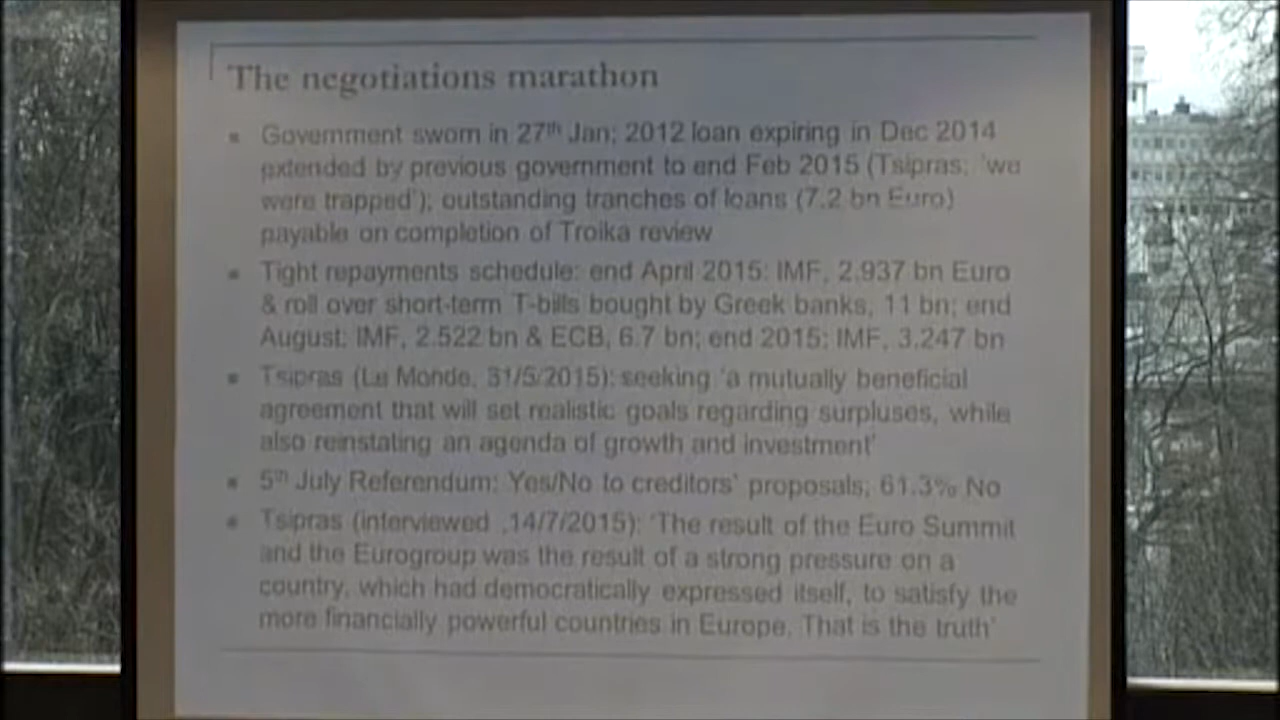 The negotiations marathon
▪ Government sworn in 27th Jan; 2012 loan expiring in Dec 2014
extended by previous government to end Feb 2015 (Tsipras: 'we
were trapped'); outstanding tranches of loans (7.2 bn Euro)
payable on completion of Troika review
▪ Tight repayments schedule: end April 2015: IMF, 2.937 bn Euro
& roll over short-term T-bills bought by Greek banks, 11 bn; end
August: IMF, 2.522 bn & ECB, 6.7 bn; end 2015: IMF, 3.247 bn
▪ Tsipras (Le Monde, 31/5/2015): seeking 'a mutually beneficial
agreement that will set realistic goals regarding surpluses, while
also reinstating an agenda of growth and investment'
▪ 5th July Referendum: Yes/No to creditors' proposals; 61.3% No
▪ Tsipras (interviewed ,14/7/2015): 'The result of the Euro Summit
and the Eurogroup was the result of a strong pressure on a
country, which had democratically expressed itself, to satisfy the
more financially powerful countries in Europe. That is the truth'